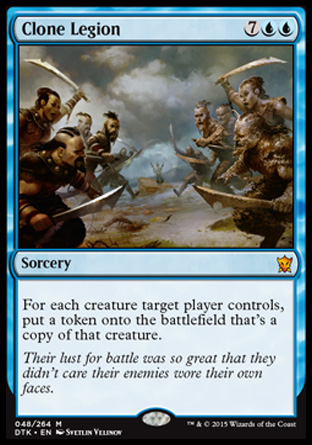 Clone Legion 7
Sorcery
For each creature target player controls,
put a token onto the battlefield that's a
copy of that creature.
Their lust for battle was so great that they
didn't care their enemies wore their own
faces.
048/264 M
DTK • EN Svetlin Velinov ™ & © 2015 Wizards of the Coast